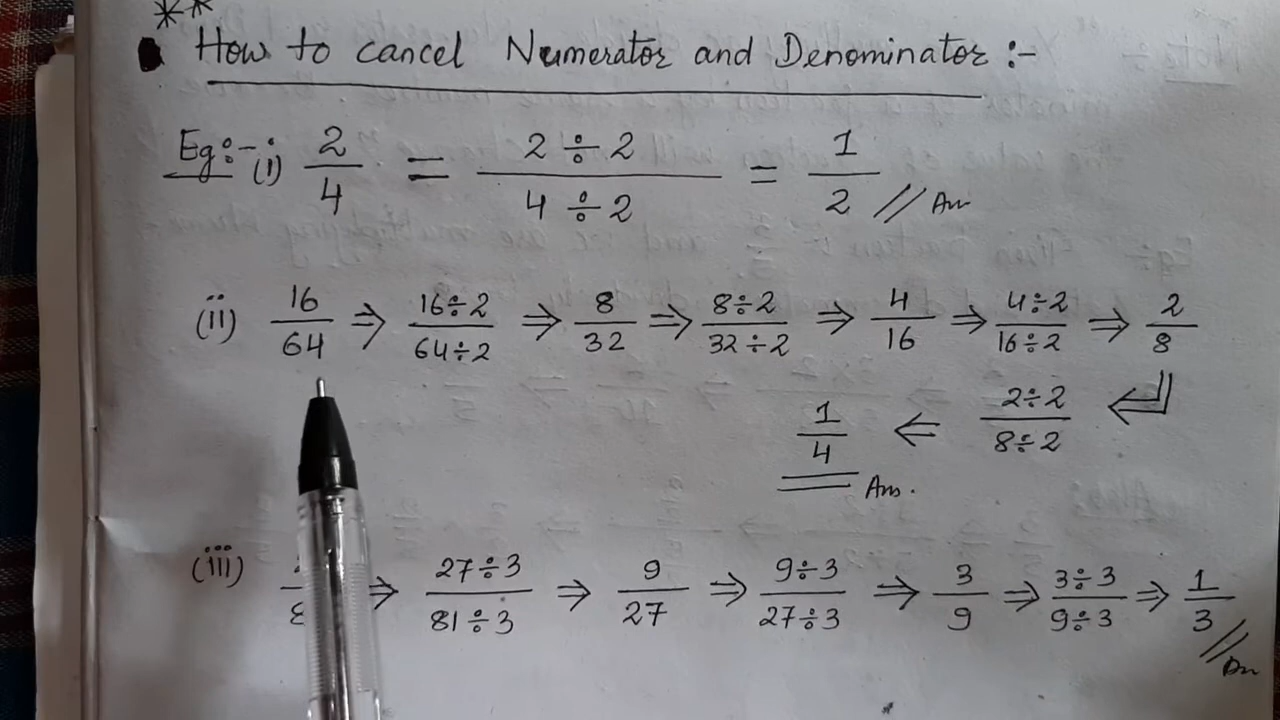 **
How to cancel Numerator and Denominator :-
Eg:- (i) 2/4 = 2÷2/4÷2 = 1/2 // Ans
(ii) 16/64 ⇒ 16÷2/64÷2 ⇒ 8/32 ⇒ 8÷2/32÷2 ⇒ 4/16 ⇒ 4÷2/16÷2 ⇒ 2/8
1/4 ⇐ 2÷2/8÷2 ⇐
Ans.
(iii) ⇒ 27÷3/81÷3 ⇒ 9/27 ⇒ 9÷3/27÷3 ⇒ 3/9 ⇒ 3÷3/9÷3 ⇒ 1/3 // Ans